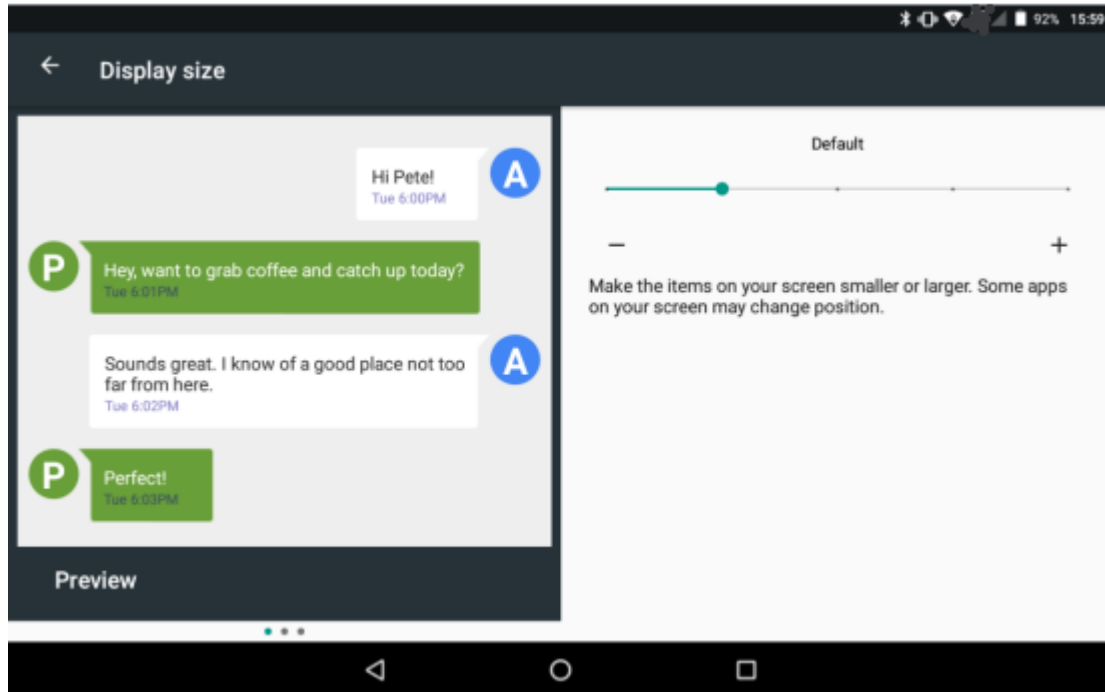 92% 15:59
Display size
Hi Pete!
Tue 6:00PM
A
P
Hey, want to grab coffee and catch up today?
Tue 6:01PM
Sounds great. I know of a good place not too
far from here.
Tue 6:02PM
A
P
Perfect!
Tue 6:03PM
Preview
Default
Make the items on your screen smaller or larger. Some apps
on your screen may change position.